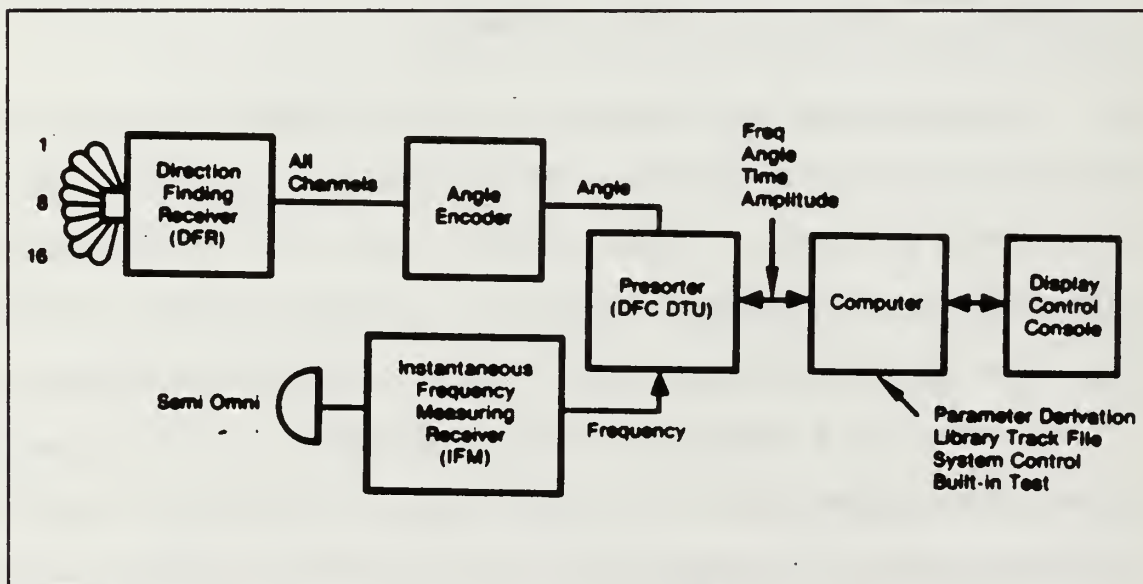 1
8
16
Direction
Finding
Receiver
(DFR)
All
Channels
Angle
Encoder
Angle
Freq
Angle
Time
Amplitude
Presorter
(DFC DTU)
Computer
Display
Control
Console
Semi Omni
Instantaneous
Frequency
Measuring
Receiver
(IFM)
Frequency
Parameter Derivation
Library Track File
System Control
Built-in Test